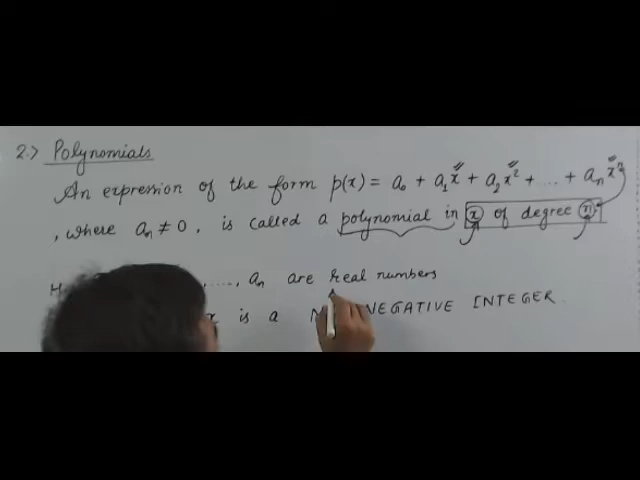 2.) Polynomials
An expression of the form p(x) = a₀ + a₁x + a₂x² + ... + aₙxⁿ
, where aₙ ≠ 0, is called a polynomial in x of degree n.
....., aₙ are real numbers
is a NEGATIVE INTEGER